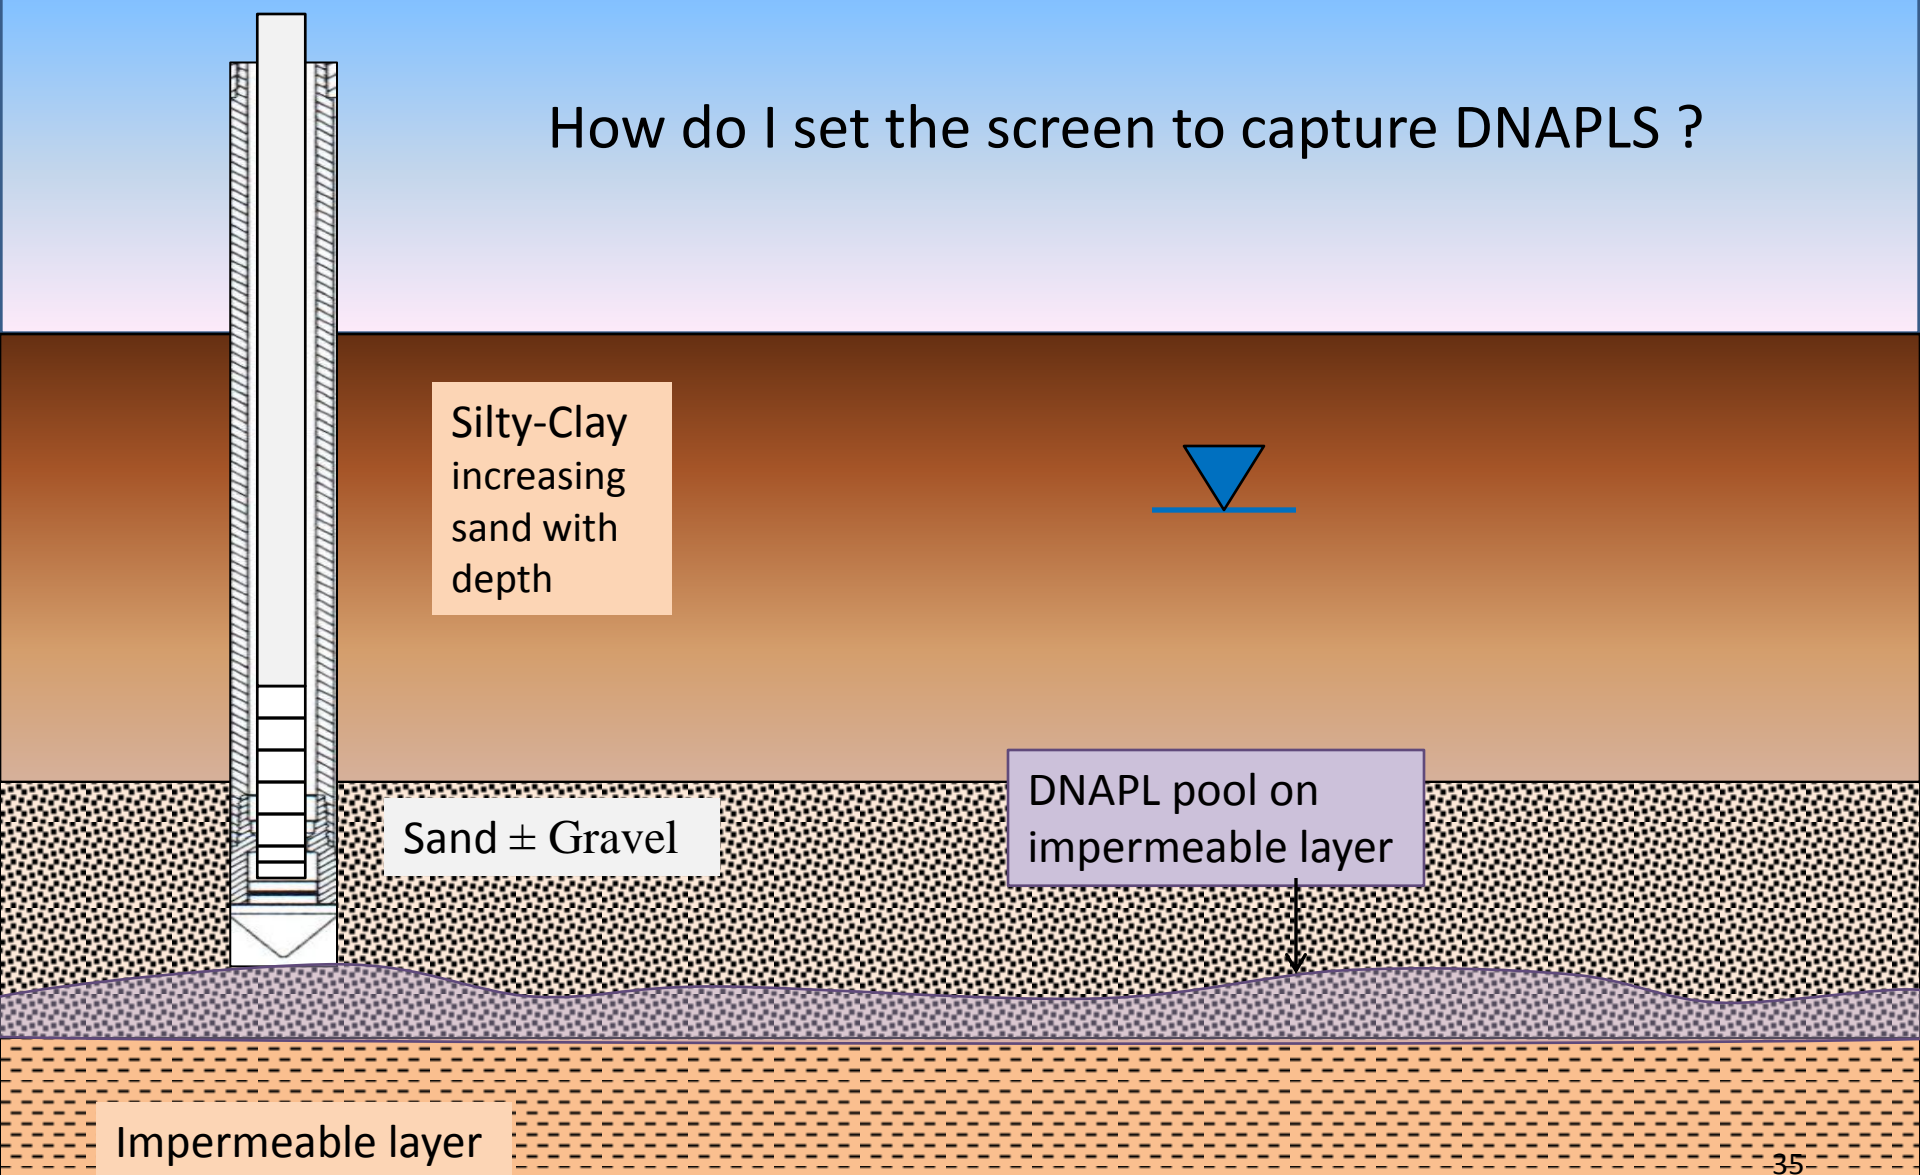 How do I set the screen to capture DNAPLS ?
Silty-Clay
increasing
sand with
depth
DNAPL pool on
impermeable layer
Sand ± Gravel
Impermeable layer
35